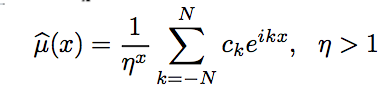 \widehat{\mu}(x) = \frac{1}{\eta^x} \sum_{k=-N}^{N} c_k e^{ikx}, \quad \eta > 1